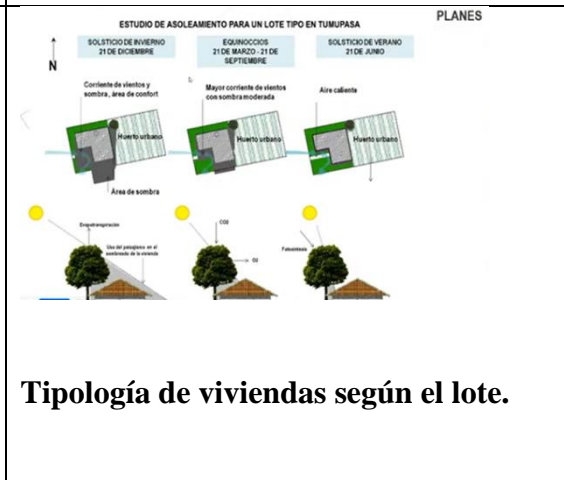 PLANES
ESTUDIO DE ASOLEAMIENTO PARA UN LOTE TIPO EN TUMUPASA
N
SOLSTICIO DE INVIERNO
21 DE DICIEMBRE
EQUINOCCIOS
21 DE MARZO - 21 DE
SEPTIEMBRE
SOLSTICIO DE VERANO
21 DE JUNIO
Corriente de vientos y
sombra, área de confort
Mayor corriente de vientos
con sombra moderada
Aire caliente
Huerto urbano
Huerto urbano
Huerto urbano
Área de sombra
Evapotranspiración
Uso del paisajismo en el
sombreado de la vivienda
CO2
O2
Fotosíntesis
Tipología de viviendas según el lote.